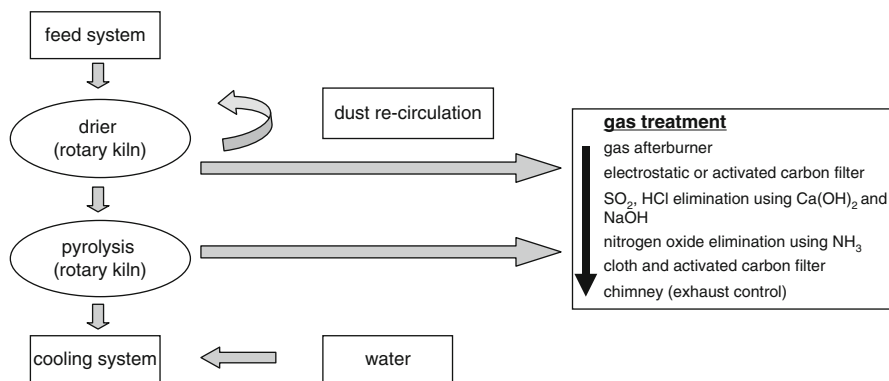 feed system
drier
(rotary kiln)
dust re-circulation
pyrolysis
(rotary kiln)
cooling system
water
gas treatment
gas afterburner
electrostatic or activated carbon filter
SO₂, HCl elimination using Ca(OH)₂ and
NaOH
nitrogen oxide elimination using NH₃
cloth and activated carbon filter
chimney (exhaust control)